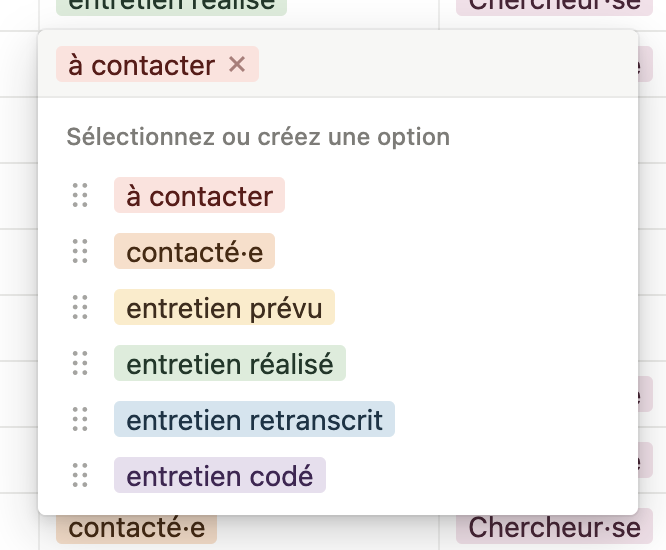 entretien réalisé
Chercheur·se
à contacter ×
Sélectionnez ou créez une option
à contacter
contacté·e
entretien prévu
entretien réalisé
entretien retranscrit
entretien codé
contacté·e
Chercheur·se